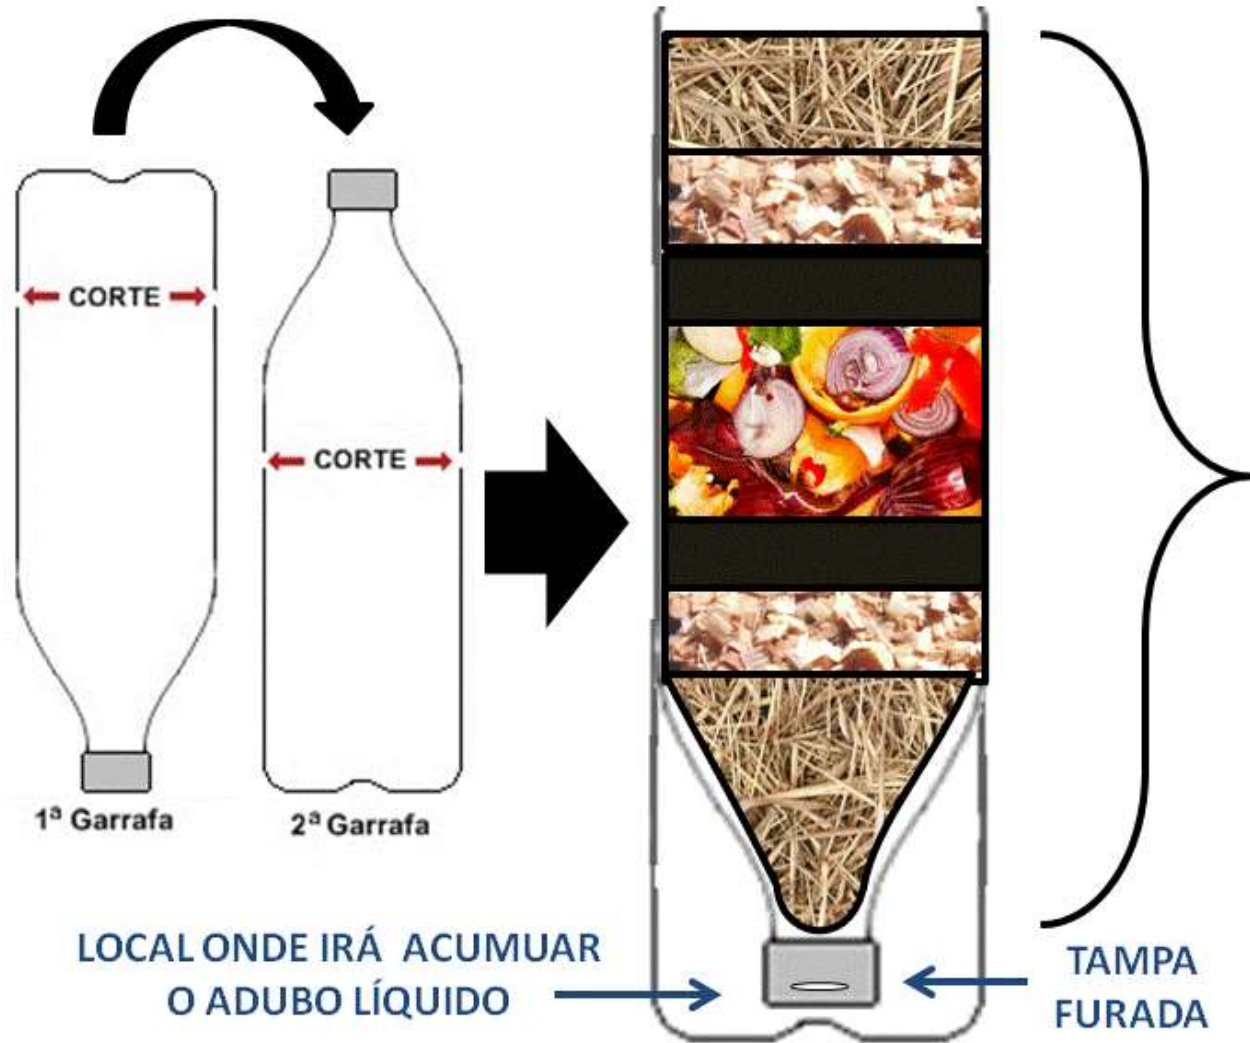 CORTE
CORTE
1ª Garrafa
2ª Garrafa
LOCAL ONDE IRÁ ACUMUAR
O ADUBO LÍQUIDO
TAMPA
FURADA